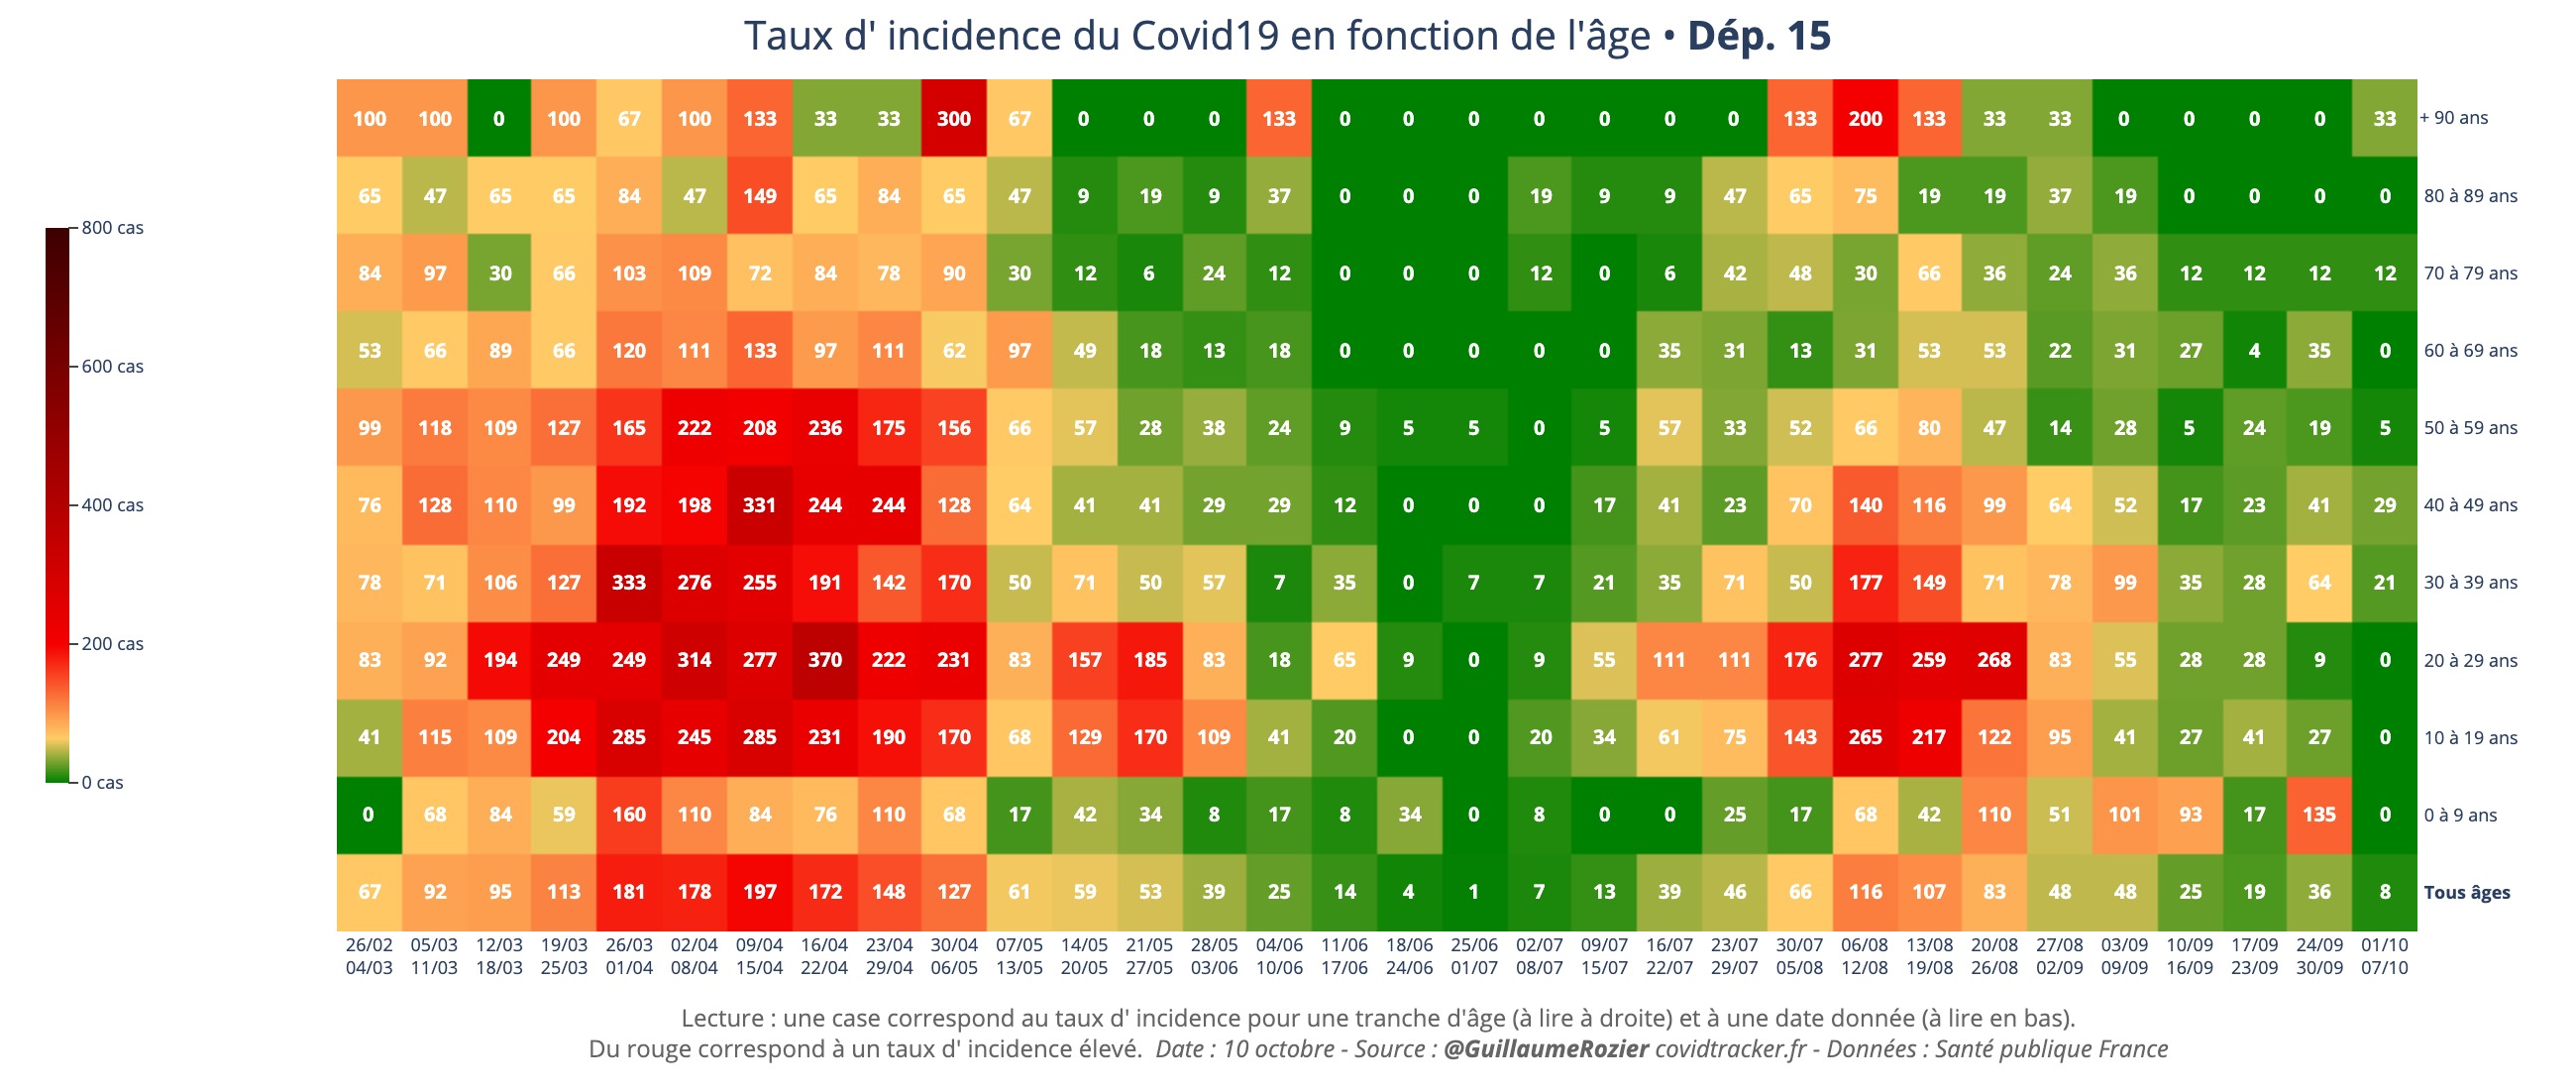 Taux d' incidence du Covid19 en fonction de l'âge • Dép. 15
100 100 0 100 67 100 133 33 33 300 67 0 0 0 133 0 0 0 0 0 0 0 133 200 133 33 33 0 0 0 0 33 + 90 ans
65 47 65 65 84 47 149 65 84 65 47 9 19 9 37 0 0 0 19 9 9 47 65 75 19 19 37 19 0 0 0 0 80 à 89 ans
800 cas
84 97 30 66 103 109 72 84 78 90 30 12 6 24 12 0 0 0 12 0 6 42 48 30 66 36 24 36 12 12 12 12 70 à 79 ans
53 66 89 66 120 111 133 97 111 62 97 49 18 13 18 0 0 0 0 0 35 31 13 31 53 53 22 31 27 4 35 0 60 à 69 ans
600 cas
99 118 109 127 165 222 208 236 175 156 66 57 28 38 24 9 5 5 0 5 57 33 52 66 80 47 14 28 5 24 19 5 50 à 59 ans
400 cas
76 128 110 99 192 198 331 244 244 128 64 41 41 29 29 12 0 0 0 17 41 23 70 140 116 99 64 52 17 23 41 29 40 à 49 ans
78 71 106 127 333 276 255 191 142 170 50 71 50 57 7 35 0 7 7 21 35 71 50 177 149 71 78 99 35 28 64 21 30 à 39 ans
200 cas
83 92 194 249 249 314 277 370 222 231 83 157 185 83 18 65 9 0 9 55 111 111 176 277 259 268 83 55 28 28 9 0 20 à 29 ans
41 115 109 204 285 245 285 231 190 170 68 129 170 109 41 20 0 0 20 34 61 75 143 265 217 122 95 41 27 41 27 0 10 à 19 ans
0 cas
0 68 84 59 160 110 84 76 110 68 17 42 34 8 17 8 34 0 8 0 0 25 17 68 42 110 51 101 93 17 135 0 0 à 9 ans
67 92 95 113 181 178 197 172 148 127 61 59 53 39 25 14 4 1 7 13 39 46 66 116 107 83 48 48 25 19 36 8 Tous âges
26/02 05/03 12/03 19/03 26/03 02/04 09/04 16/04 23/04 30/04 07/05 14/05 21/05 28/05 04/06 11/06 18/06 25/06 02/07 09/07 16/07 23/07 30/07 06/08 13/08 20/08 27/08 03/09 10/09 17/09 24/09 01/10
04/03 11/03 18/03 25/03 01/04 08/04 15/04 22/04 29/04 06/05 13/05 20/05 27/05 03/06 10/06 17/06 24/06 01/07 08/07 15/07 22/07 29/07 05/08 12/08 19/08 26/08 02/09 09/09 16/09 23/09 30/09 07/10
Lecture : une case correspond au taux d' incidence pour une tranche d'âge (à lire à droite) et à une date donnée (à lire en bas).
Du rouge correspond à un taux d' incidence élevé. Date : 10 octobre - Source : @GuillaumeRozier covidtracker.fr - Données : Santé publique France